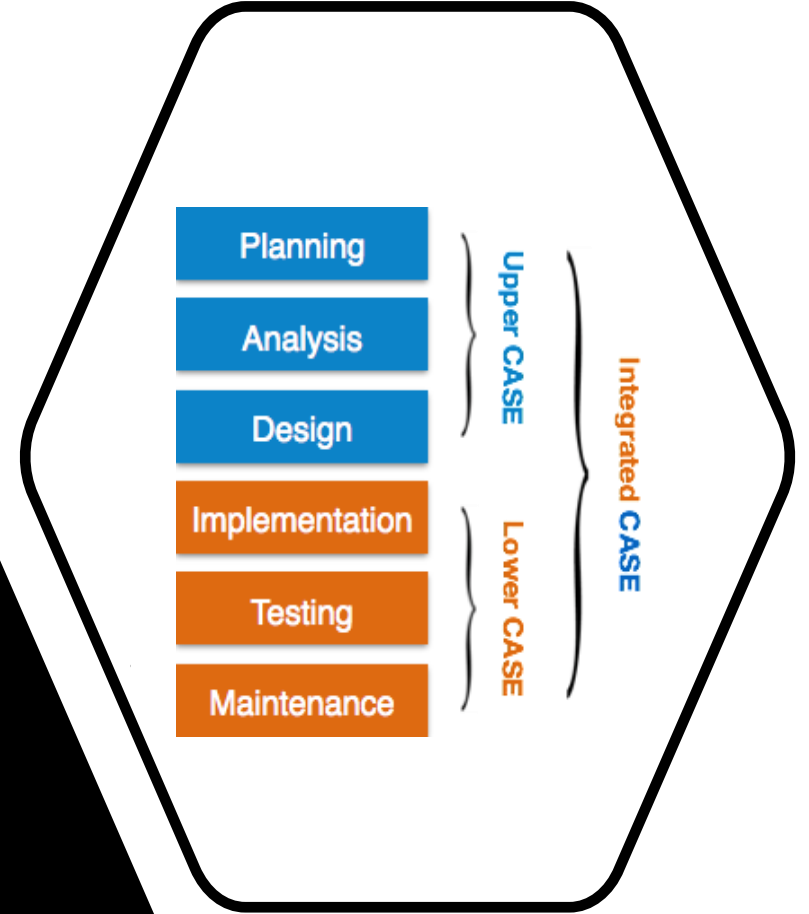 Planning
Analysis
Design
Implementation
Testing
Maintenance
Upper CASE
Lower CASE
Integrated CASE